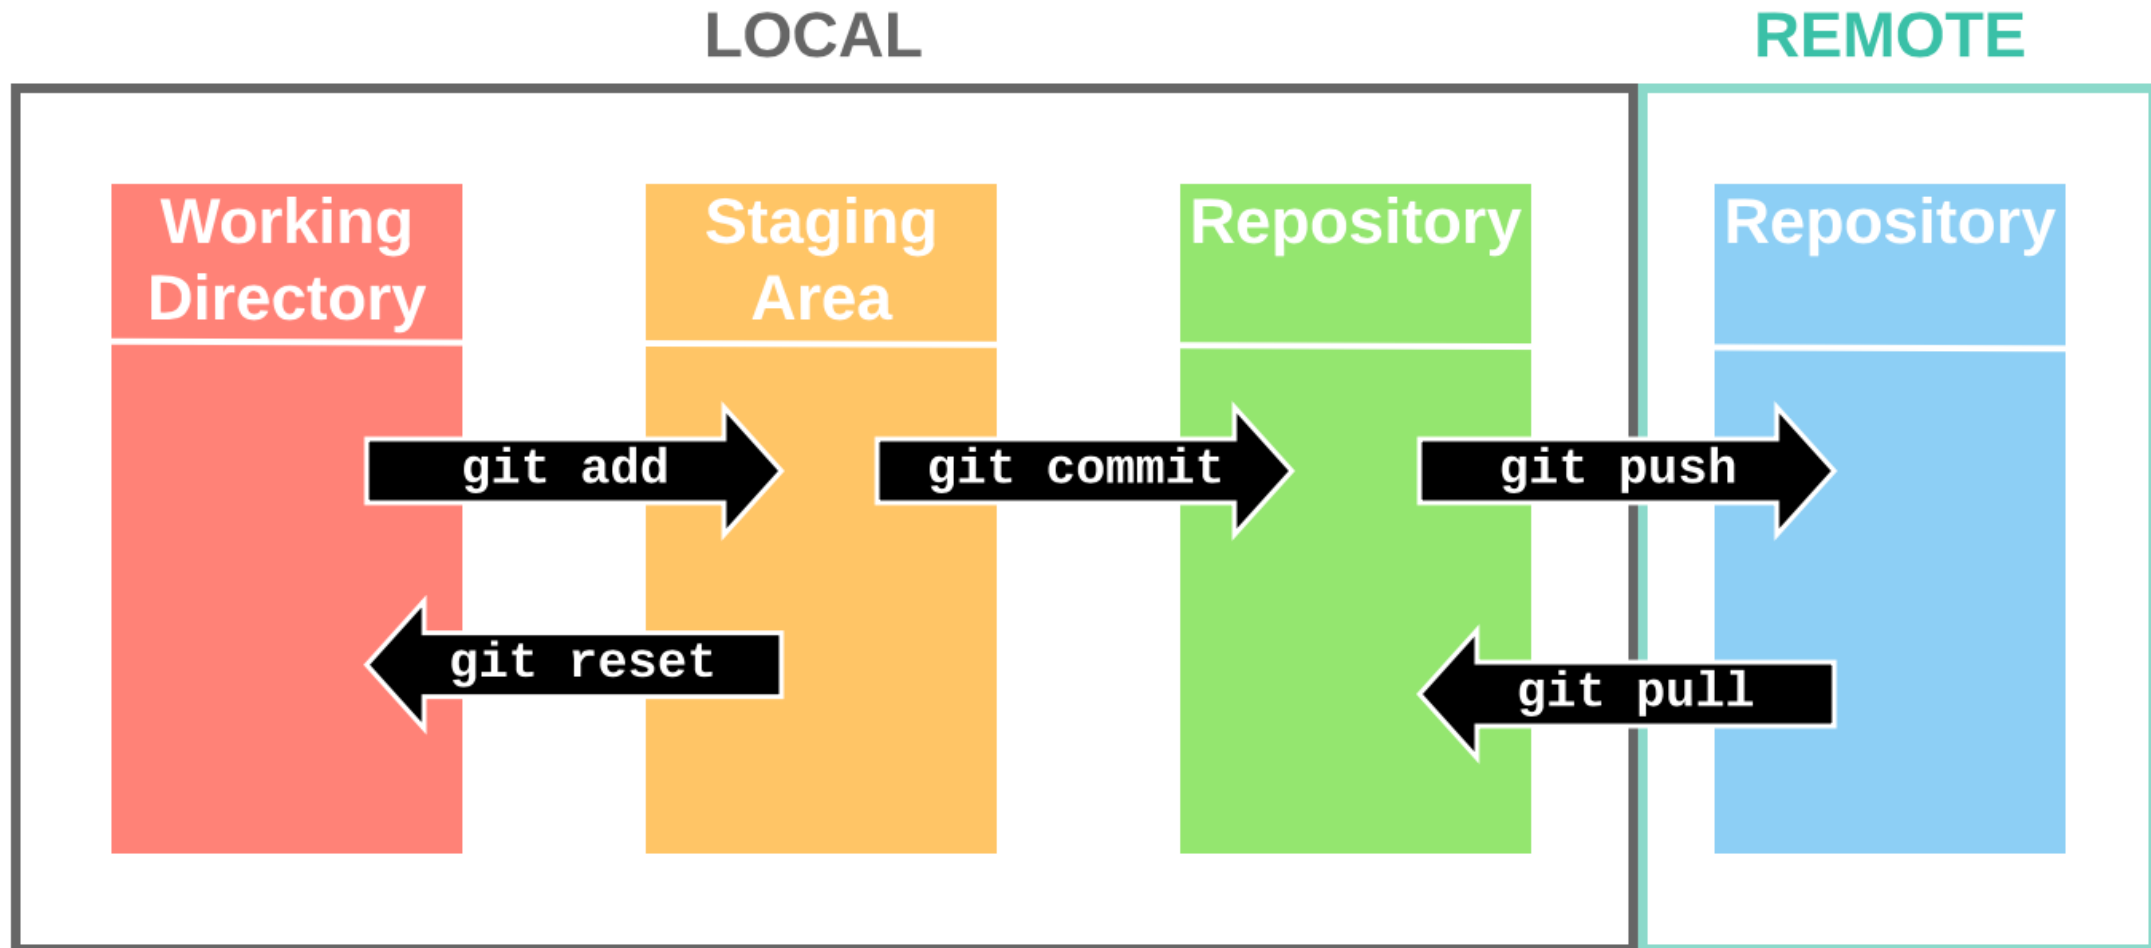 LOCAL
REMOTE
Working
Directory
Staging
Area
Repository
Repository
git add
git commit
git push
git reset
git pull